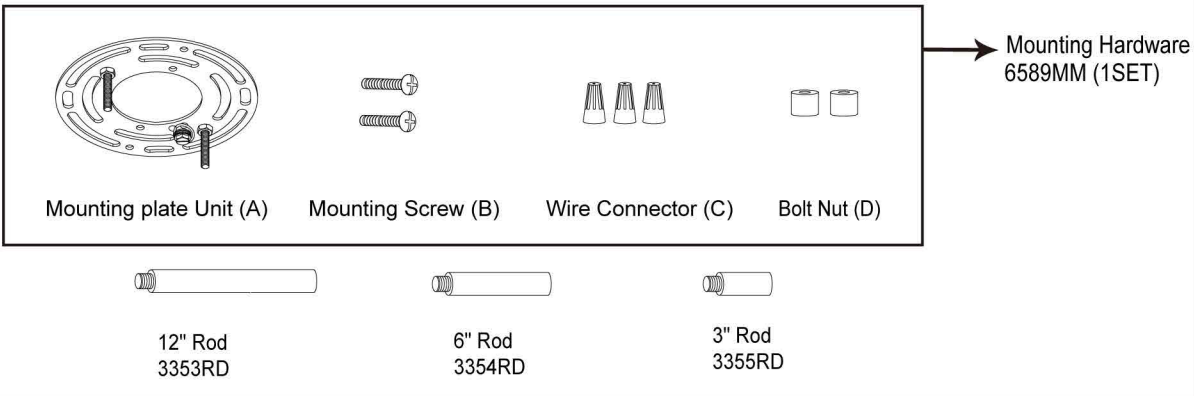 Mounting Hardware
6589MM (1SET)
Mounting plate Unit (A)
Mounting Screw (B)
Wire Connector (C)
Bolt Nut (D)
12" Rod
3353RD
6" Rod
3354RD
3" Rod
3355RD